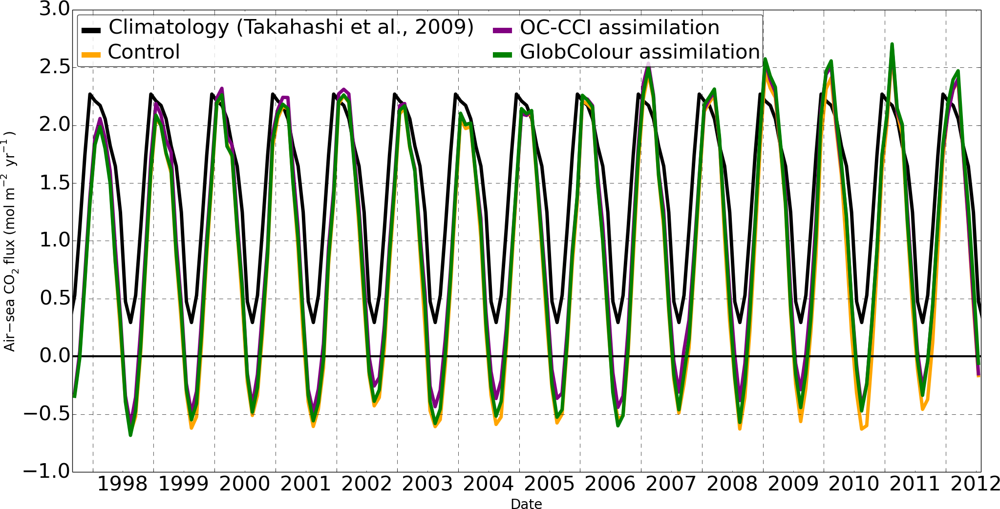 3.0
2.5
2.0
1.5
1.0
0.5
0.0
−0.5
−1.0
Air−sea CO2 flux (mol m−2 yr−1)
Climatology (Takahashi et al., 2009)
Control
OC-CCI assimilation
GlobColour assimilation
1998 1999 2000 2001 2002 2003 2004 2005 2006 2007 2008 2009 2010 2011 2012
Date